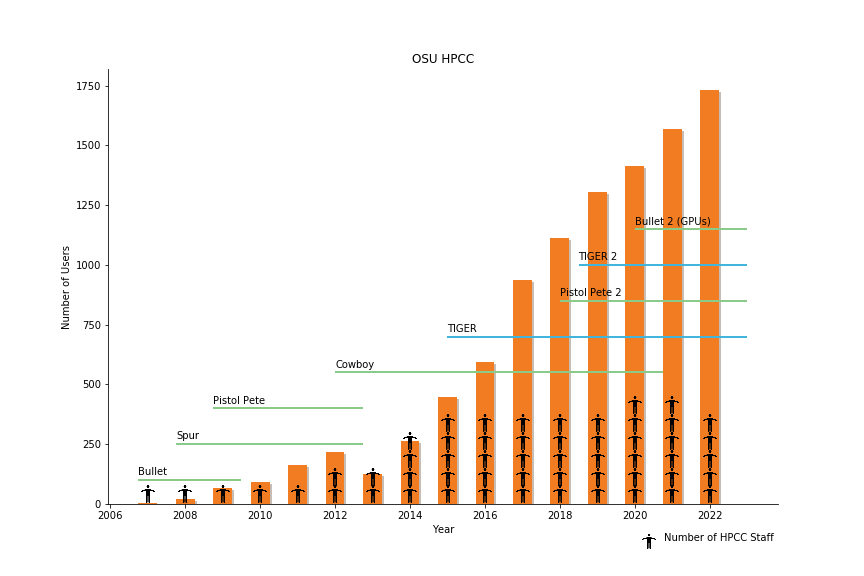 OSU HPCC
1750
1500
1250
1000
750
500
250
0
Number of Users
Bullet 2 (GPUs)
TIGER 2
Pistol Pete 2
TIGER
Cowboy
Pistol Pete
Spur
Bullet
2006 2008 2010 2012 2014 2016 2018 2020 2022
Year
Number of HPCC Staff